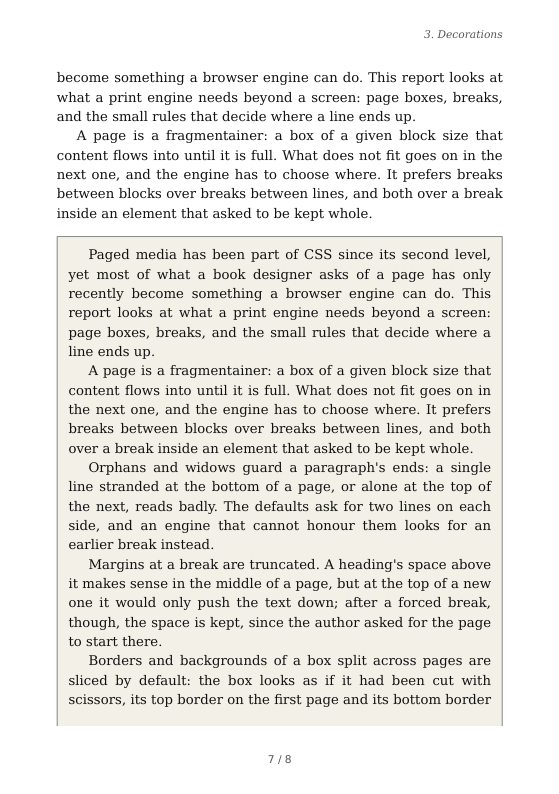 3. Decorations
become something a browser engine can do. This report looks at
what a print engine needs beyond a screen: page boxes, breaks,
and the small rules that decide where a line ends up.
A page is a fragmentainer: a box of a given block size that
content flows into until it is full. What does not fit goes on in the
next one, and the engine has to choose where. It prefers breaks
between blocks over breaks between lines, and both over a break
inside an element that asked to be kept whole.
Paged media has been part of CSS since its second level,
yet most of what a book designer asks of a page has only
recently become something a browser engine can do. This
report looks at what a print engine needs beyond a screen:
page boxes, breaks, and the small rules that decide where a
line ends up.
A page is a fragmentainer: a box of a given block size that
content flows into until it is full. What does not fit goes on in
the next one, and the engine has to choose where. It prefers
breaks between blocks over breaks between lines, and both
over a break inside an element that asked to be kept whole.
Orphans and widows guard a paragraph's ends: a single
line stranded at the bottom of a page, or alone at the top of
the next, reads badly. The defaults ask for two lines on each
side, and an engine that cannot honour them looks for an
earlier break instead.
Margins at a break are truncated. A heading's space above
it makes sense in the middle of a page, but at the top of a new
one it would only push the text down; after a forced break,
though, the space is kept, since the author asked for the page
to start there.
Borders and backgrounds of a box split across pages are
sliced by default: the box looks as if it had been cut with
scissors, its top border on the first page and its bottom border
7 / 8